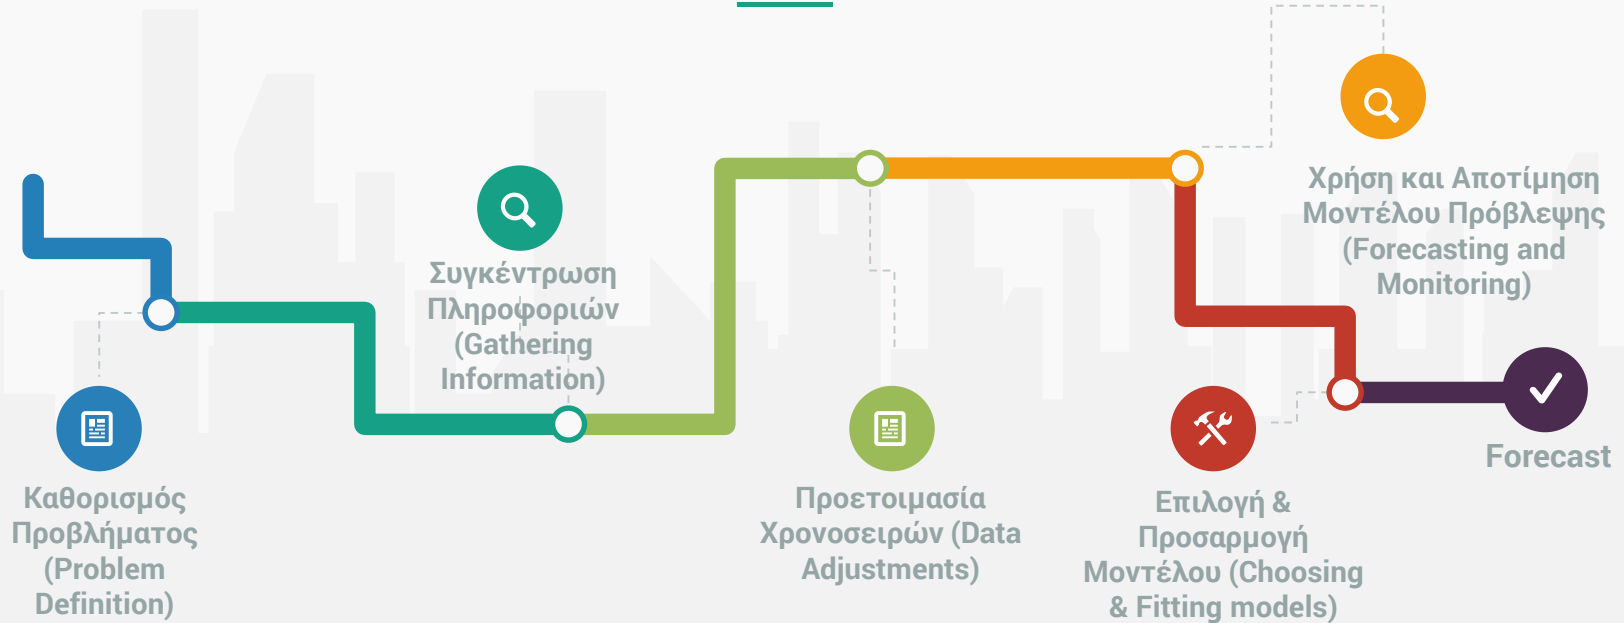 Καθορισμός
Προβλήματος
(Problem
Definition)
Συγκέντρωση
Πληροφοριών
(Gathering
Information)
Προετοιμασία
Χρονοσειρών (Data
Adjustments)
Επιλογή &
Προσαρμογή
Μοντέλου (Choosing
& Fitting models)
Χρήση και Αποτίμηση
Μοντέλου Πρόβλεψης
(Forecasting and
Monitoring)
Forecast